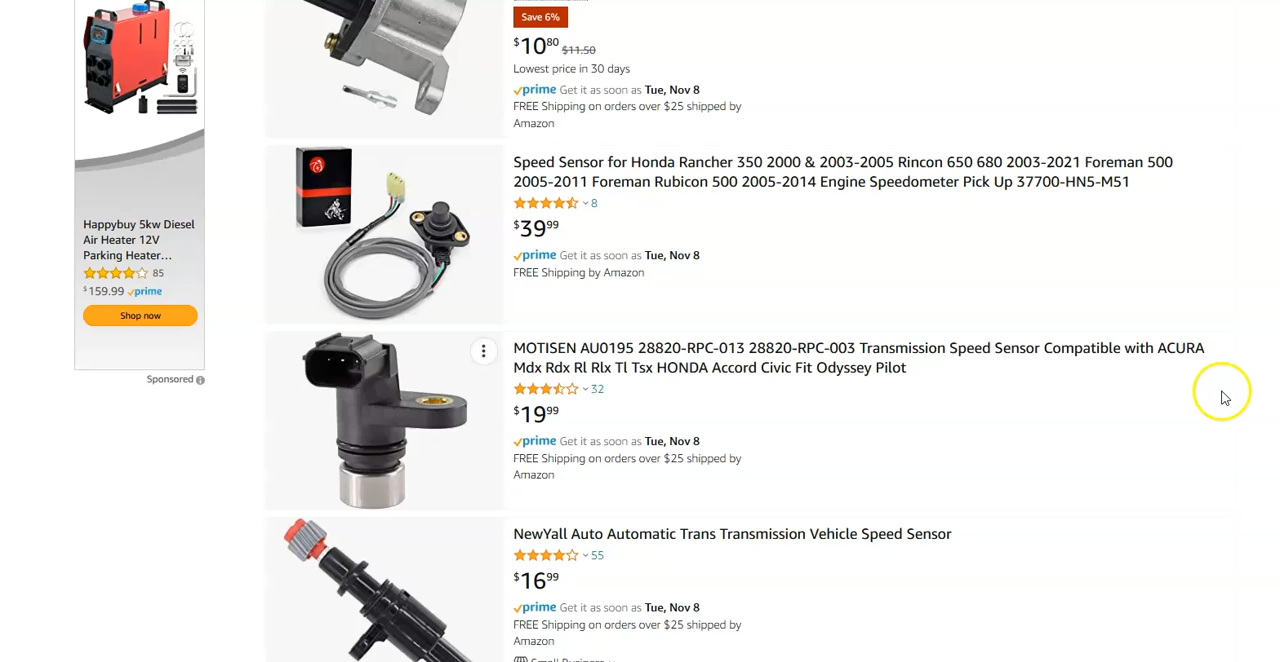 Happybuy 5kw Diesel
Air Heater 12V
Parking Heater...
85
$159.99 prime
Shop now
Sponsored
Save 6%
$10 80 $11.50
Lowest price in 30 days
prime Get it as soon as Tue, Nov 8
FREE Shipping on orders over $25 shipped by
Amazon
Speed Sensor for Honda Rancher 350 2000 & 2003-2005 Rincon 650 680 2003-2021 Foreman 500
2005-2011 Foreman Rubicon 500 2005-2014 Engine Speedometer Pick Up 37700-HN5-M51
8
$39 99
prime Get it as soon as Tue, Nov 8
FREE Shipping by Amazon
MOTISEN AU0195 28820-RPC-013 28820-RPC-003 Transmission Speed Sensor Compatible with ACURA
Mdx Rdx Rl Rlx Tl Tsx HONDA Accord Civic Fit Odyssey Pilot
32
$19 99
prime Get it as soon as Tue, Nov 8
FREE Shipping on orders over $25 shipped by
Amazon
NewYall Auto Automatic Trans Transmission Vehicle Speed Sensor
55
$16 99
prime Get it as soon as Tue, Nov 8
FREE Shipping on orders over $25 shipped by
Amazon
Small Business